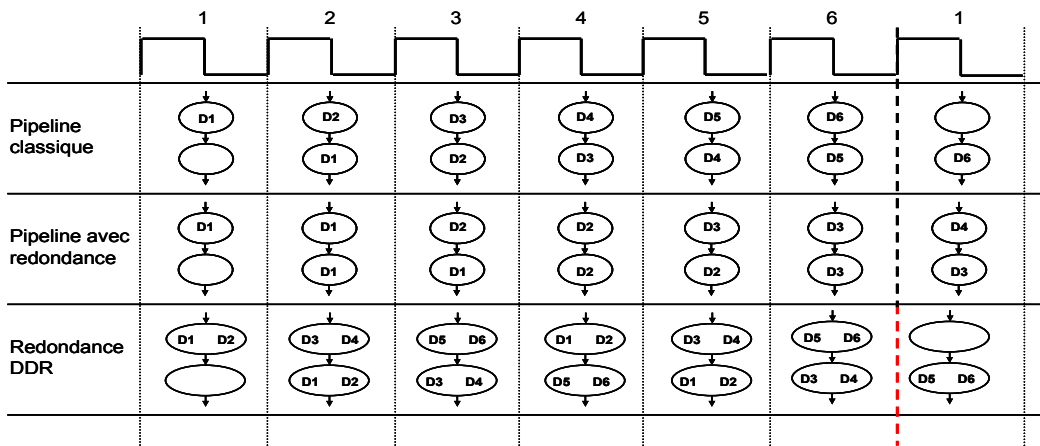 1 2 3 4 5 6 1
Pipeline
classique
D1 D2 D3 D4 D5 D6
D1 D2 D3 D4 D5 D6
Pipeline avec
redondance
D1 D1 D2 D2 D3 D3 D4
D1 D1 D2 D2 D3 D3
Redondance
DDR
D1 D2 D3 D4 D5 D6 D1 D2 D3 D4 D5 D6
D1 D2 D3 D4 D5 D6 D1 D2 D3 D4 D5 D6